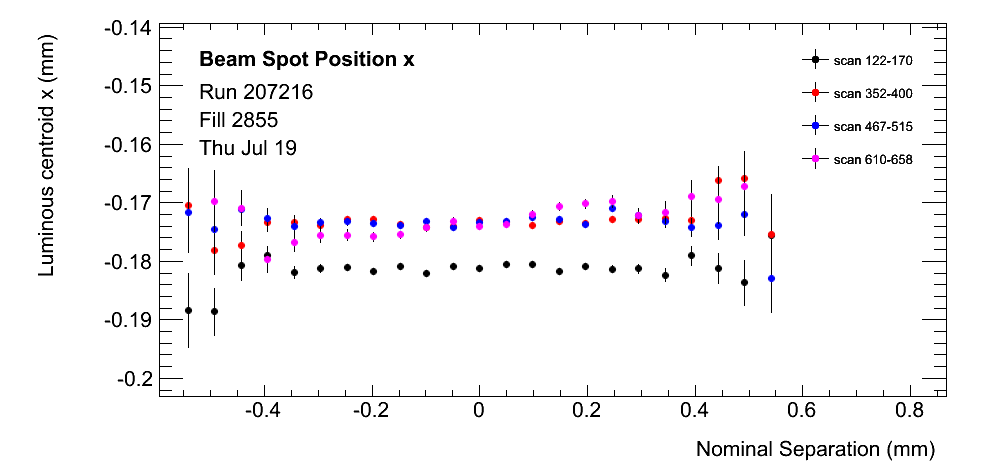 Beam Spot Position x
Run 207216
Fill 2855
Thu Jul 19
scan 122-170
scan 352-400
scan 467-515
scan 610-658
Luminous centroid x (mm)
-0.14
-0.15
-0.16
-0.17
-0.18
-0.19
-0.2
-0.4 -0.2 0 0.2 0.4 0.6 0.8
Nominal Separation (mm)